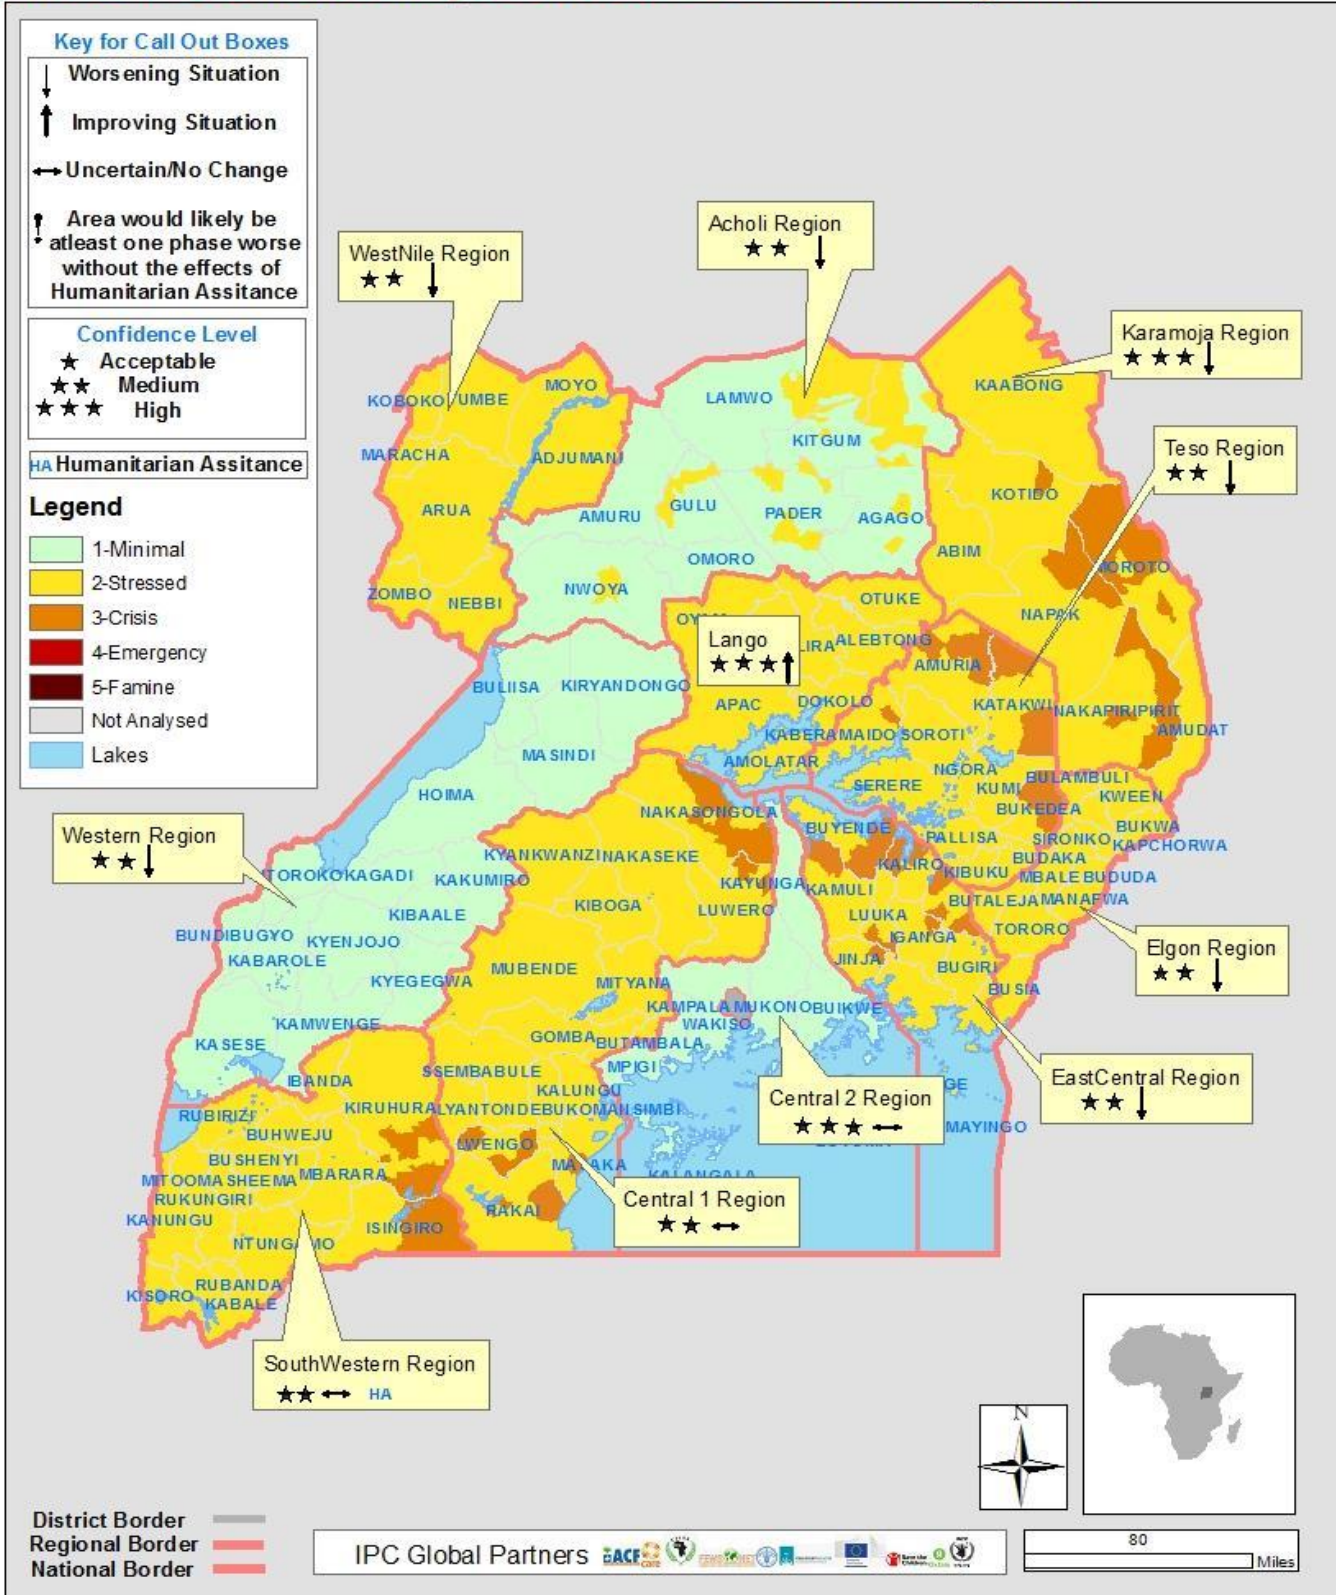 Key for Call Out Boxes
Worsening Situation
Improving Situation
Uncertain/No Change
Area would likely be
atleast one phase worse
without the effects of
Humanitarian Assitance
Confidence Level
Acceptable
Medium
High
HA Humanitarian Assitance
Legend
1-Minimal
2-Stressed
3-Crisis
4-Emergency
5-Famine
Not Analysed
Lakes
WestNile Region
Acholi Region
Karamoja Region
Teso Region
Lango
Western Region
Elgon Region
EastCentral Region
Central 2 Region
Central 1 Region
SouthWestern Region
HA
KOBOKO
UMBE
MOYO
MARACHA
ADJUMANI
ARUA
ZOMBO
NEBBI
LAMWO
KITGUM
AMURU
GULU
PADER
AGAGO
OMORO
NWOYA
KAABONG
KOTIDO
ABIM
MOROTO
NAPAK
NAKAPIRIPIRIT
AMUDAT
OTUKE
LIRA
ALEBTONG
APAC
DOKOLO
AMOLATAR
AMURIA
KATAKWI
KABERAMAIDO
SOROTI
NGORA
SERERE
KUMI
BUKEDEA
PALLISA
BULAMBULI
KWEEN
BUKWA
SIRONKO
KAPCHORWA
BUDAKA
KIBUKU
MBALE
BUDUDA
BUTALEJA
MANAFWA
TORORO
BUSIA
BULIISA
KIRYANDONGO
MASINDI
HOIMA
TOROKO
KAGADI
KAKUMIRO
KIBAALE
BUNDIBUGYO
KYENJOJO
KABAROLE
KYEGEGWA
KAMWENGE
KASESE
NAKASONGOLA
KYANKWANZI
NAKASEKE
KAYUNGA
KIBOGA
LUWERO
MUBENDE
MITYANA
GOMBA
BUTAMBALA
SSEMBABULE
KALUNGU
LYANTONDE
BUKOMANSIMBI
LWENGO
MASAKA
RAKAI
KAMPALA
MUKONO
BUIKWE
WAKISO
MPIGI
KALANGALA
BUYENDE
KALIRO
KAMULI
LUUKA
IGANGA
JINJA
BUGIRI
GE
MAYINGO
IBANDA
KIRUHURA
RUBIRIZI
BUHWEJU
BUSHENYI
MITOOMA
SHEEMA
MBARARA
RUKUNGIRI
KANUNGU
NTUNGAMO
ISINGIRO
RUBANDA
KISORO
KABALE
N
District Border
Regional Border
National Border
IPC Global Partners
ACF
care
80
Miles